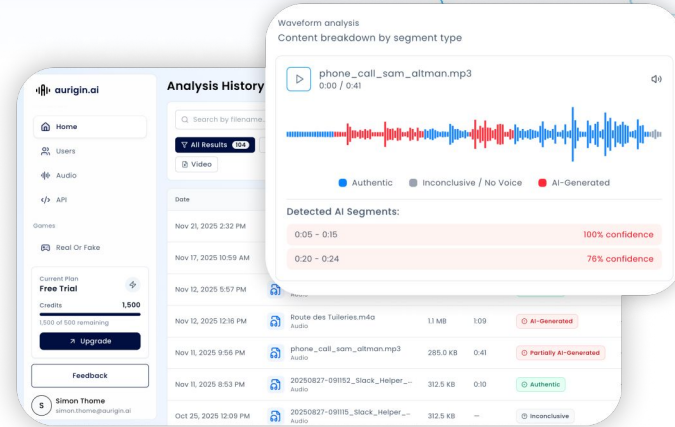 Waveform analysis
Content breakdown by segment type
phone_call_sam_altman.mp3
0:00 / 0:41
Authentic
Inconclusive / No Voice
AI-Generated
Detected AI Segments:
0:05 - 0:15 100% confidence
0:20 - 0:24 76% confidence
aurigin.ai
Home
Users
Audio
API
Games
Real Or Fake
Current Plan
Free Trial
Credits 1,500
1,500 of 500 remaining
Upgrade
Feedback
S
Simon Thome
simon.thome@aurigin.ai
Analysis History
Search by filename..
All Results 104
Video
Date
Nov 21, 2025 2:32 PM
Nov 17, 2025 10:59 AM
Nov 12, 2025 5:57 PM
Nov 12, 2025 12:16 PM Route des Tuileries.m4a 1.1 MB 1:09 AI-Generated
Audio
Nov 11, 2025 9:56 PM phone_call_sam_altman.mp3 285.0 KB 0:41 Partially AI-Generated
Audio
Nov 11, 2025 8:53 PM 20250827-091152_Slack_Helper_... 312.5 KB 0:10 Authentic
Audio
Oct 25, 2025 12:09 PM 20250827-091115_Slack_Helper_... 312.5 KB — Inconclusive
Audio